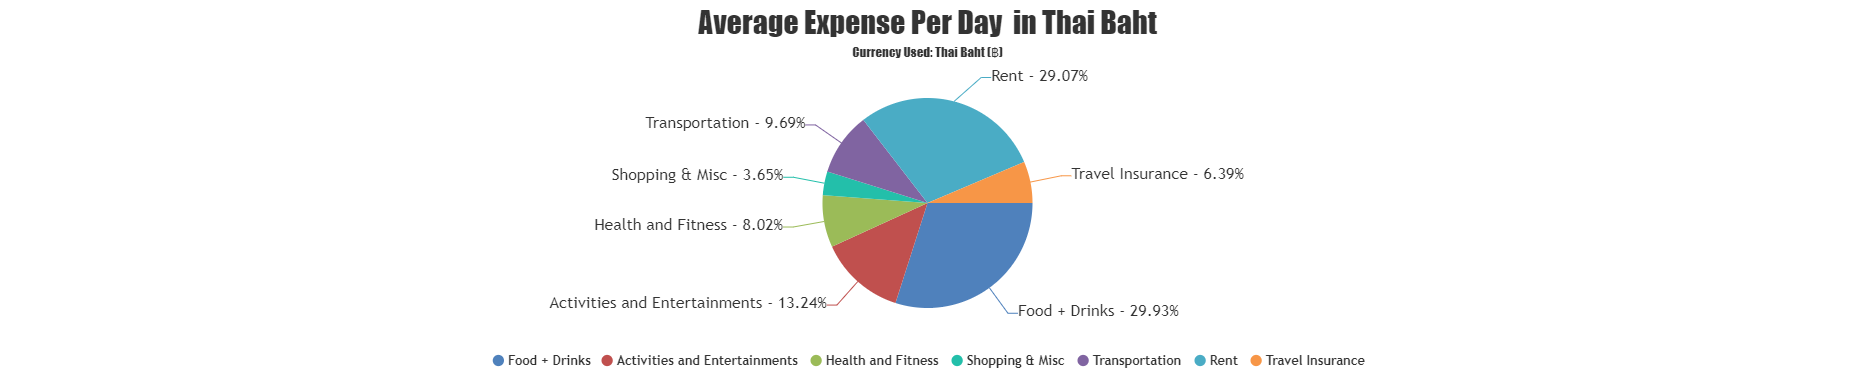 Average Expense Per Day  in Thai Baht
Currency Used: Thai Baht (฿)
Rent - 29.07%
Transportation - 9.69%
Travel Insurance - 6.39%
Shopping & Misc - 3.65%
Health and Fitness - 8.02%
Activities and Entertainments - 13.24%
Food + Drinks - 29.93%
Food + Drinks Activities and Entertainments Health and Fitness Shopping & Misc Transportation Rent Travel Insurance